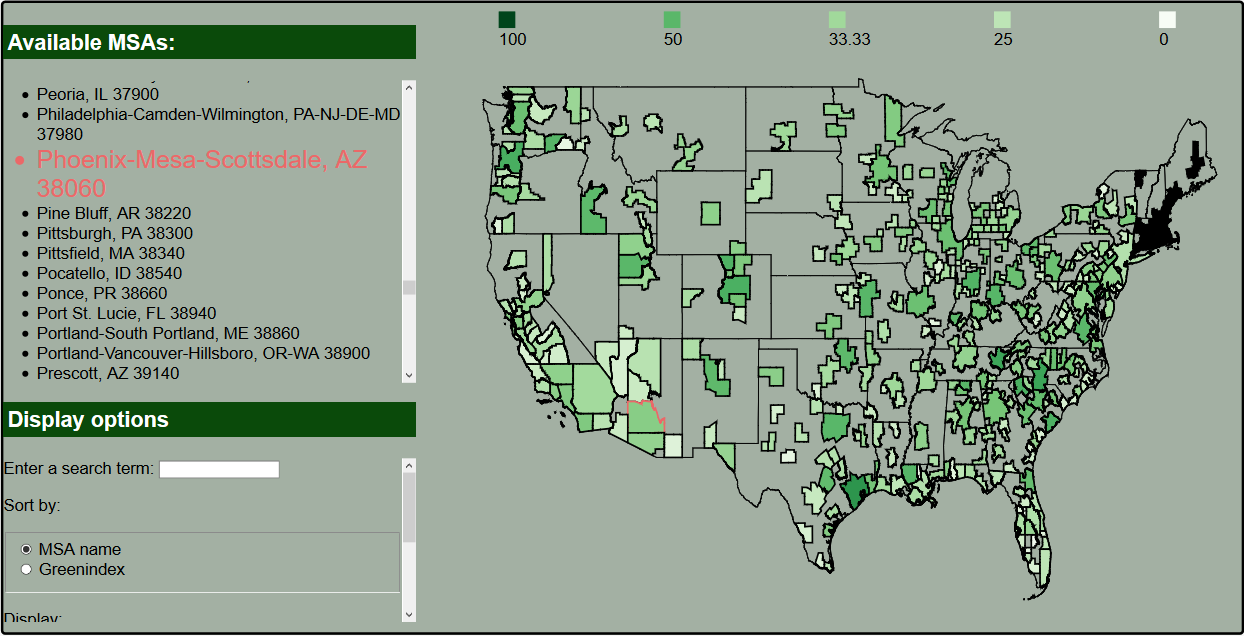 100
50
33.33
25
0
Available MSAs:
Peoria, IL 37900
Philadelphia-Camden-Wilmington, PA-NJ-DE-MD
37980
Phoenix-Mesa-Scottsdale, AZ
38060
Pine Bluff, AR 38220
Pittsburgh, PA 38300
Pittsfield, MA 38340
Pocatello, ID 38540
Ponce, PR 38660
Port St. Lucie, FL 38940
Portland-South Portland, ME 38860
Portland-Vancouver-Hillsboro, OR-WA 38900
Prescott, AZ 39140
Display options
Enter a search term:
Sort by:
MSA name
Greenindex
Display: